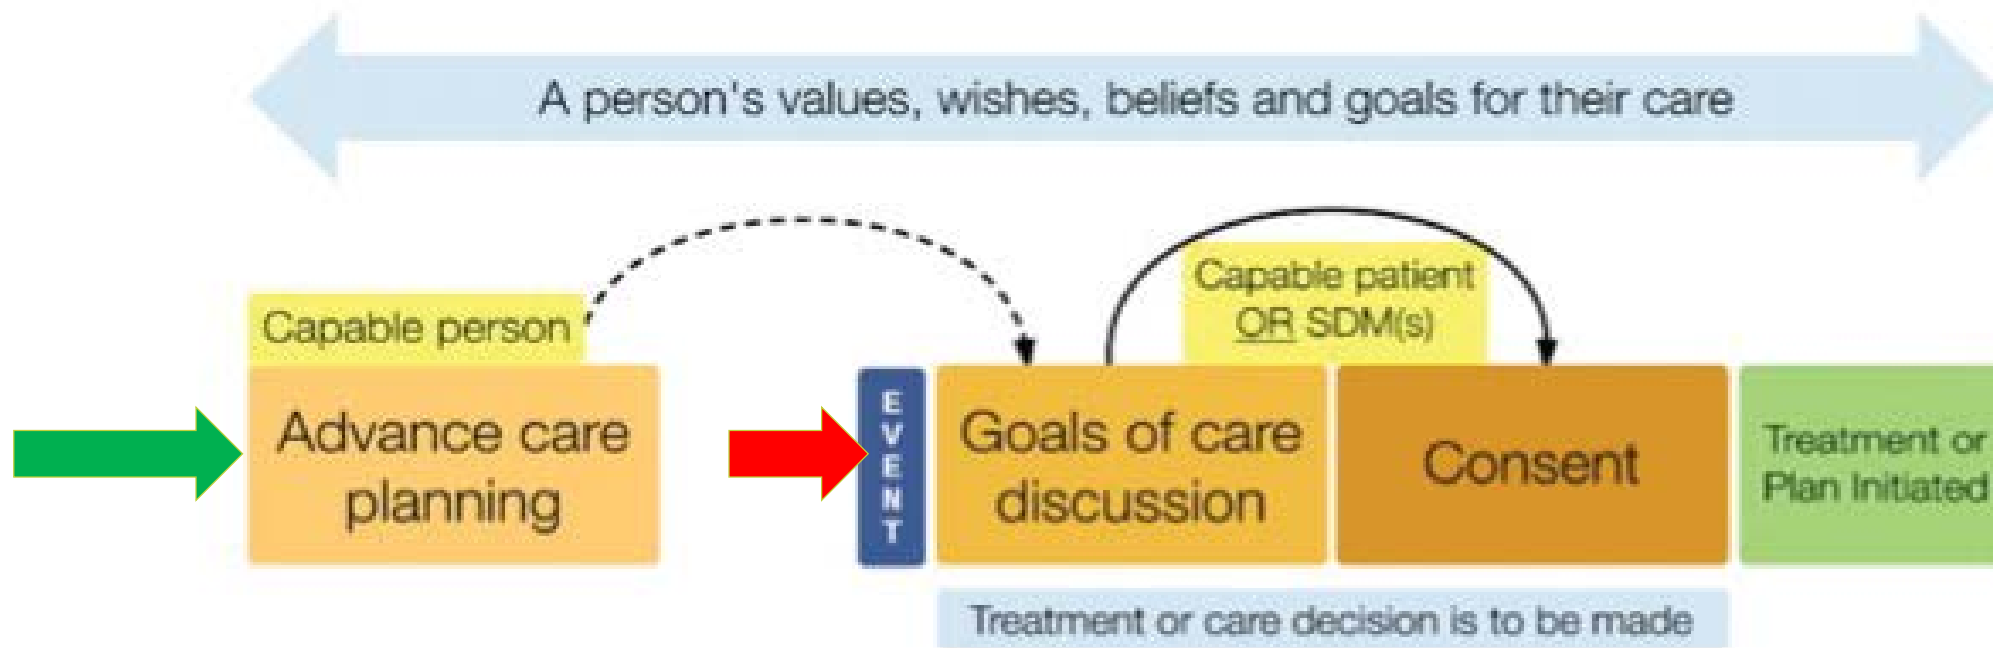 A person's values, wishes, beliefs and goals for their care
Capable person
Advance care
planning
EVENT
Goals of care
discussion
Capable patient
OR SDM(s)
Consent
Treatment or
Plan Initiated
Treatment or care decision is to be made